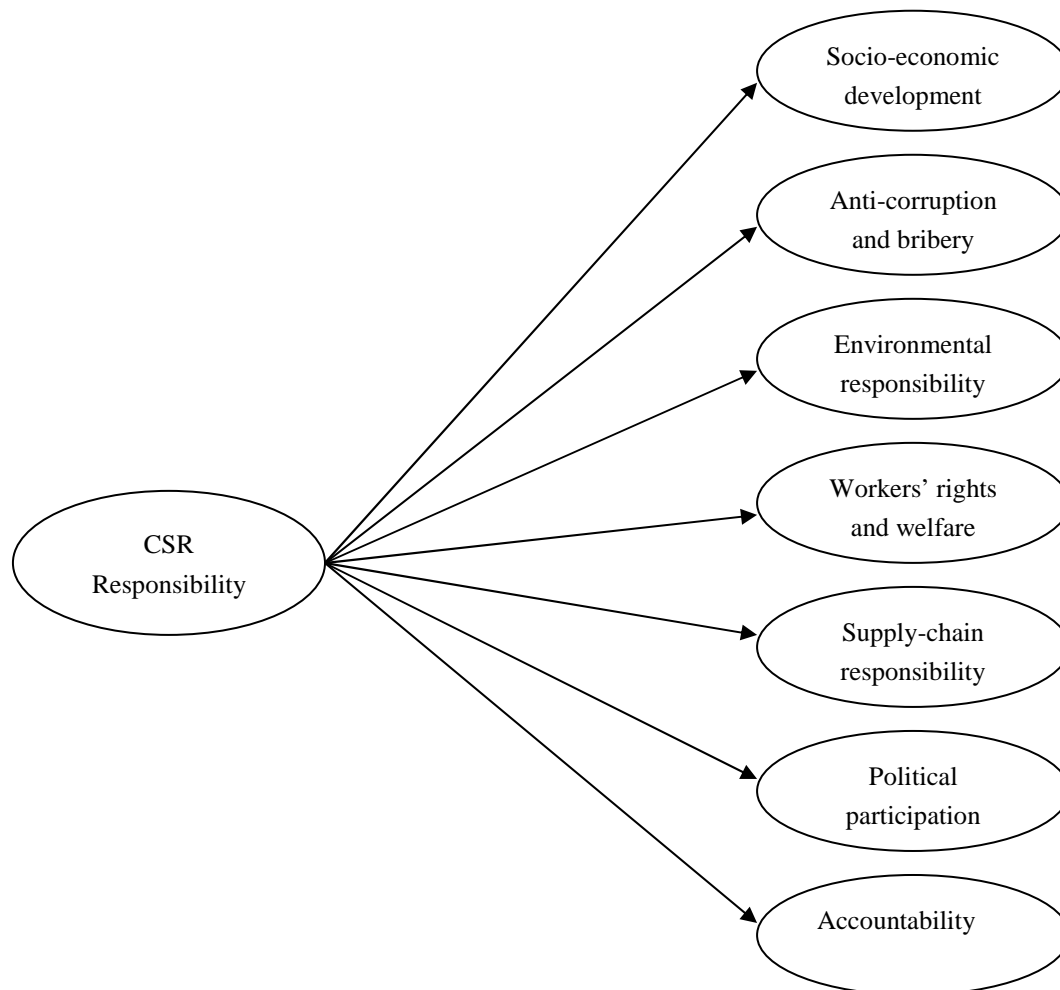 Socio-economic
development
Anti-corruption
and bribery
Environmental
responsibility
Workers’ rights
and welfare
CSR
Responsibility
Supply-chain
responsibility
Political
participation
Accountability